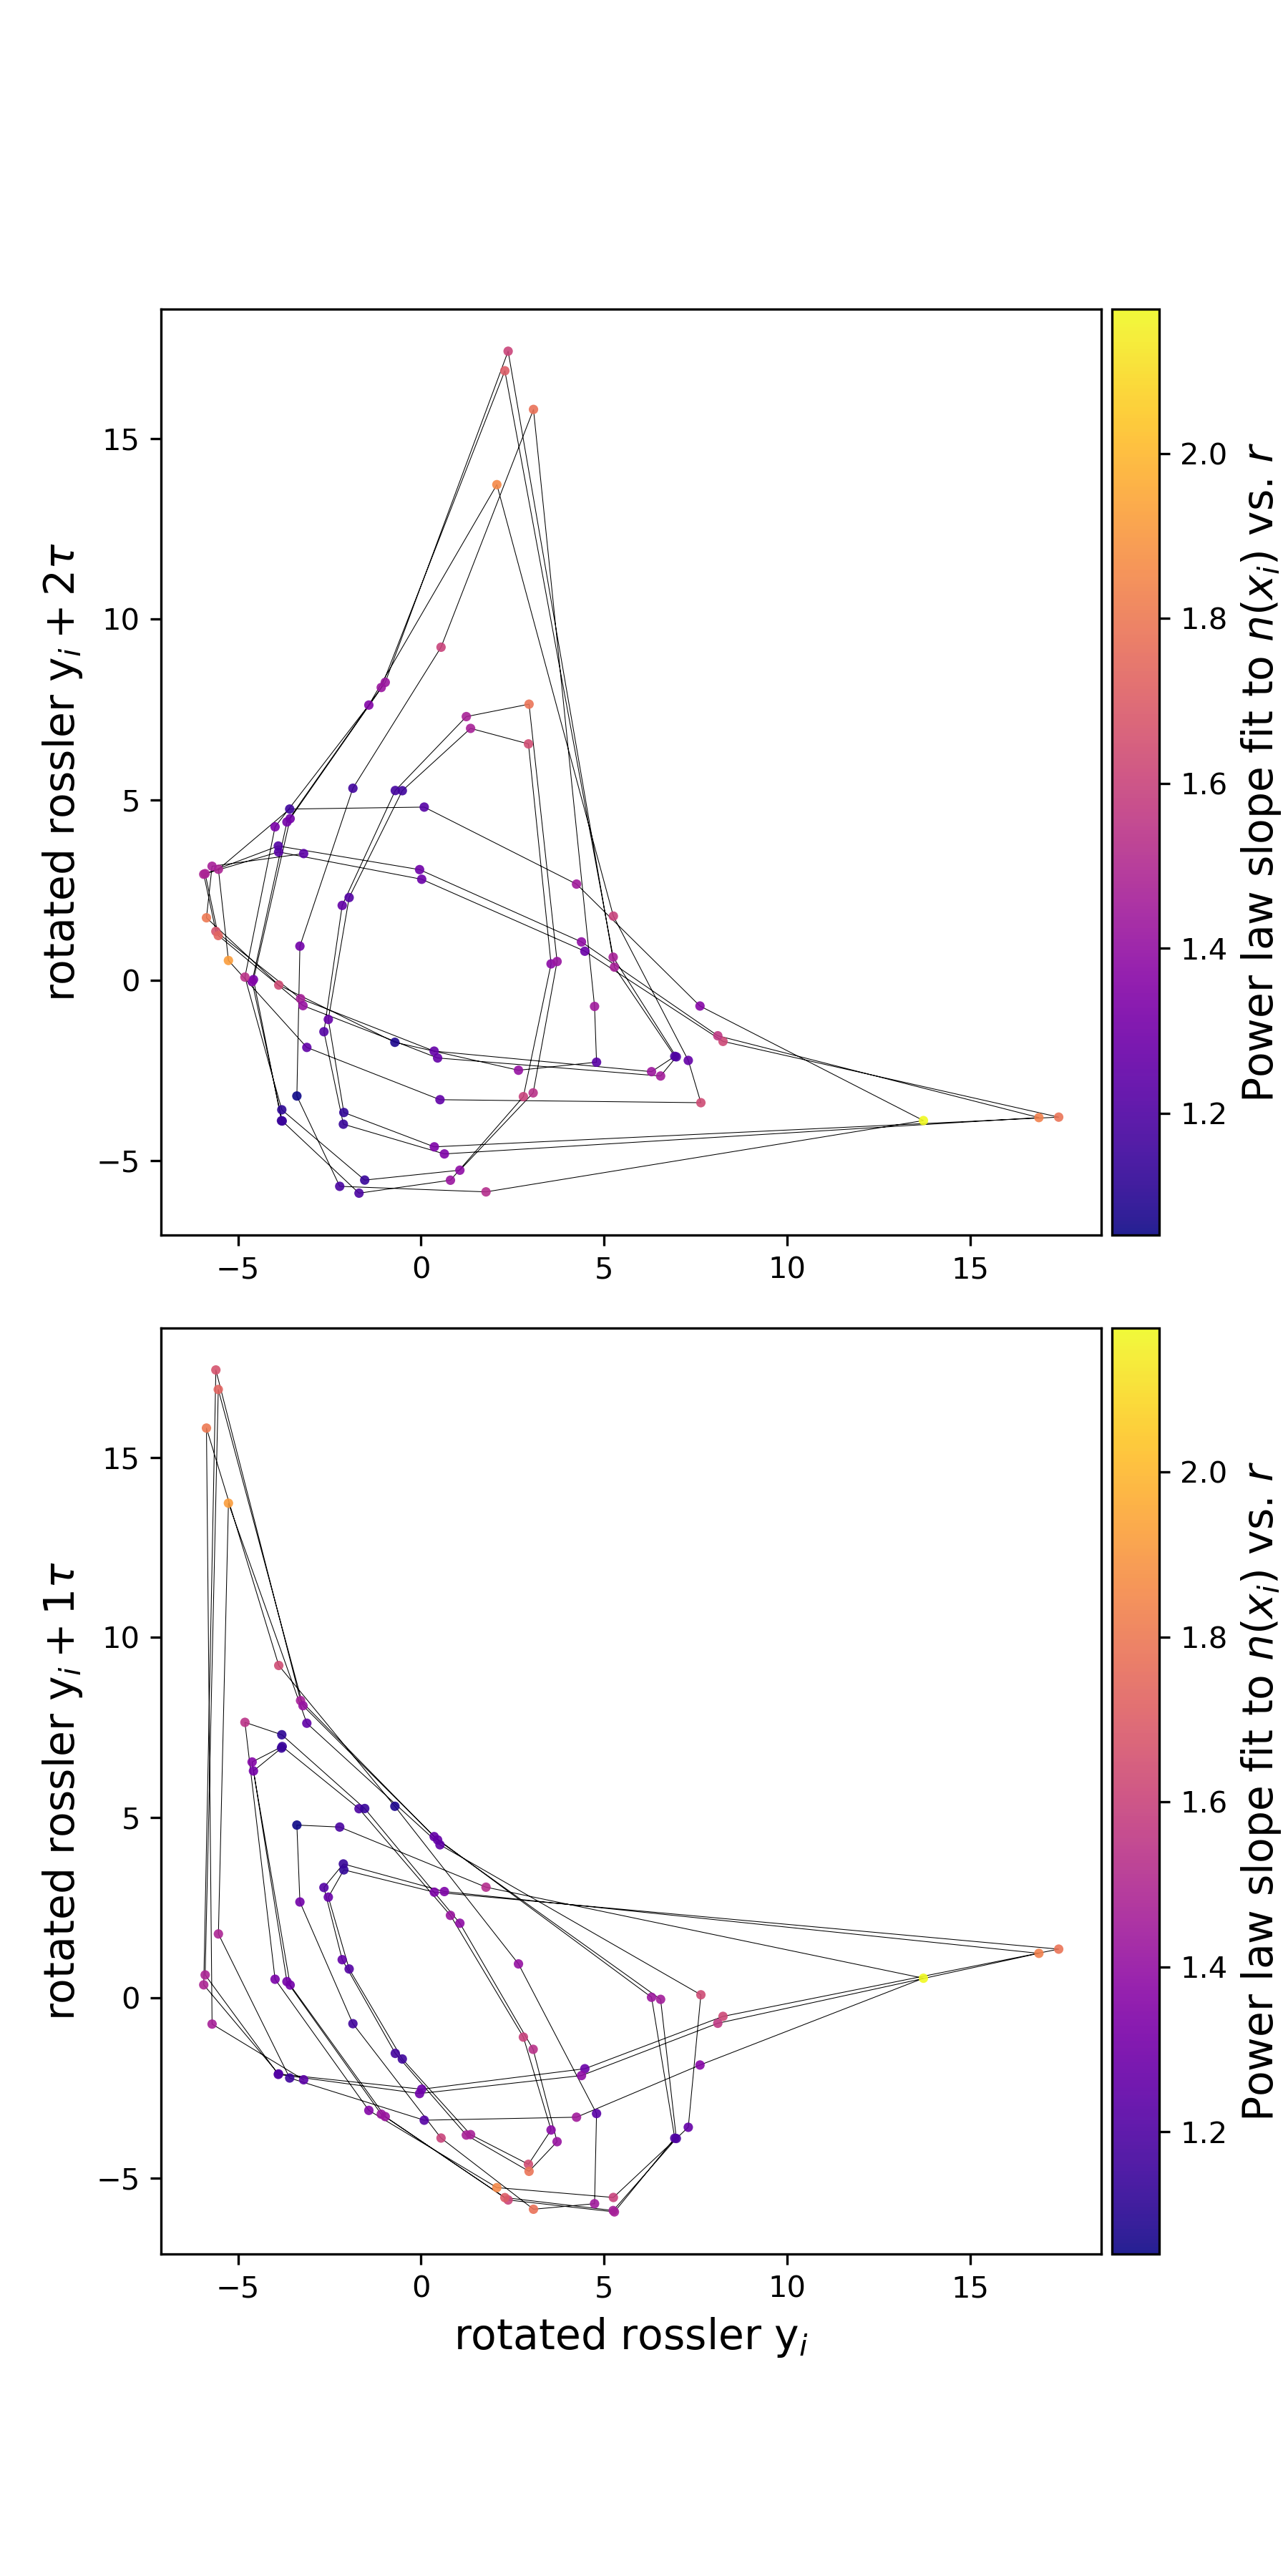 15
10
5
0
−5
rotated rossler y_i + 2τ
−5 0 5 10 15
2.0
1.8
1.6
1.4
1.2
Power law slope fit to n(x_i) vs. r
15
10
5
0
−5
rotated rossler y_i + 1τ
−5 0 5 10 15
rotated rossler y_i
2.0
1.8
1.6
1.4
1.2
Power law slope fit to n(x_i) vs. r